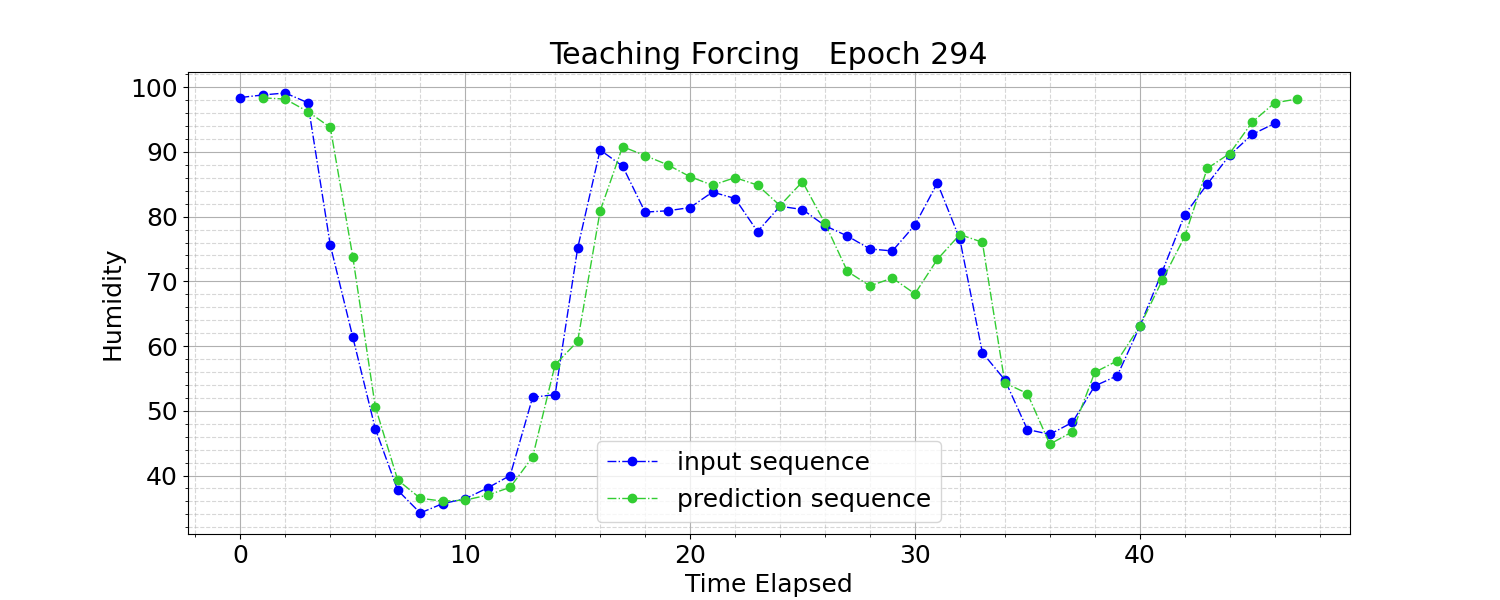 Teaching Forcing   Epoch 294
Humidity
100
90
80
70
60
50
40
input sequence
prediction sequence
0 10 20 30 40
Time Elapsed